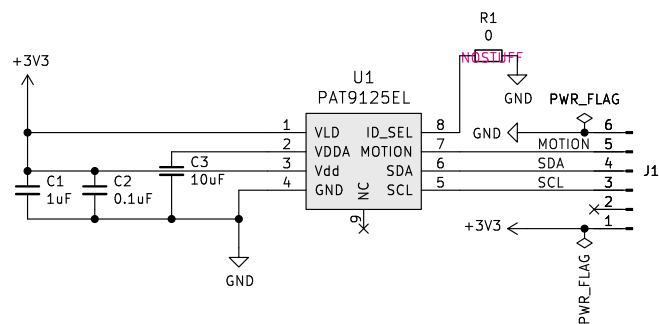 R1
0
NOSTUFF
GND
+3V3
U1
PAT9125EL
PWR_FLAG
1 VLD ID_SEL 8
GND
6
2 VDDA MOTION 7
MOTION
5
3 Vdd SDA 6
SDA
4
J1
4 GND SCL 5
SCL
3
C1
1uF
C2
0.1uF
C3
10uF
NC
9
2
+3V3
1
GND
PWR_FLAG